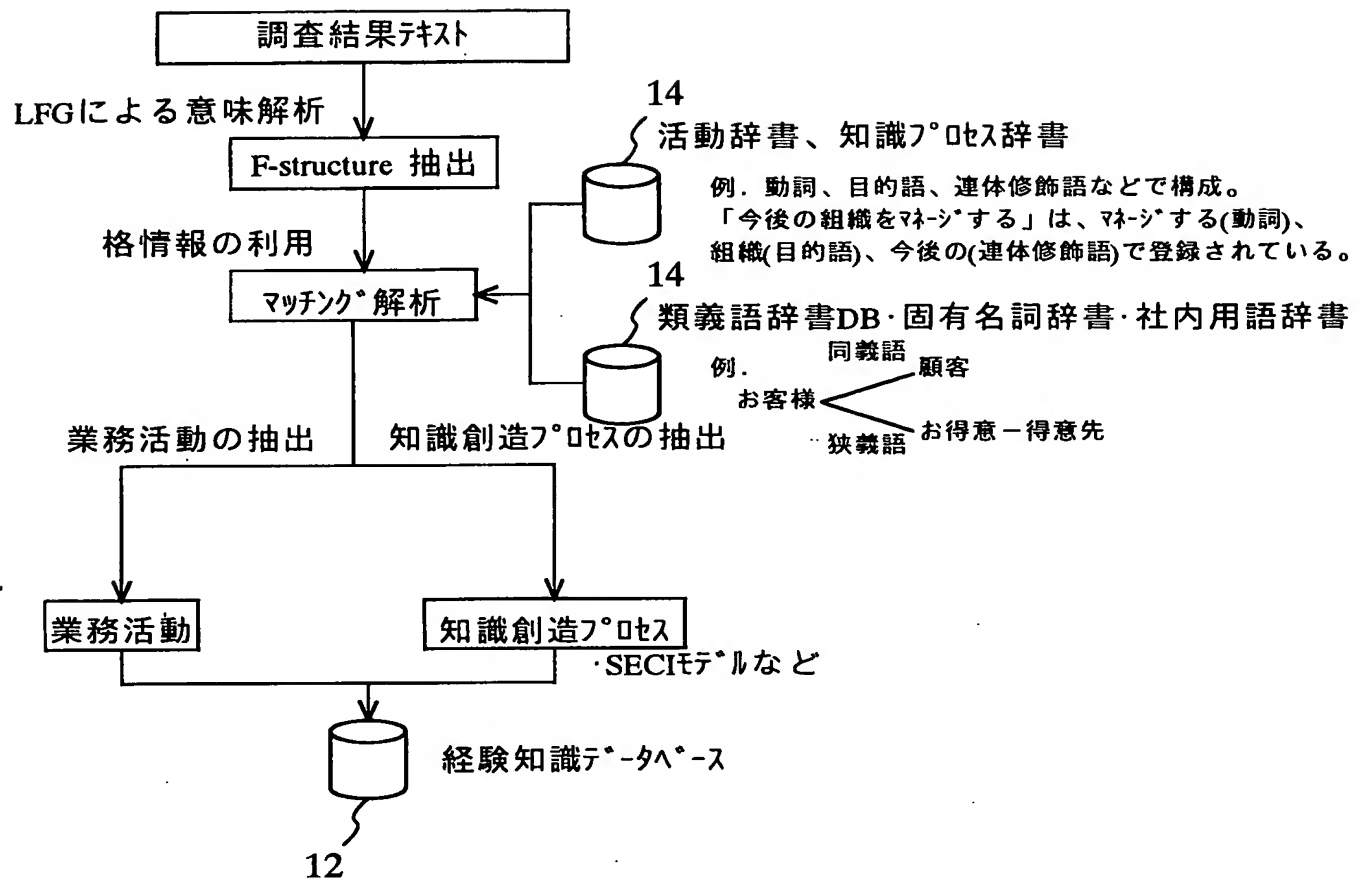 調査結果ﾃｷｽﾄ
LFGによる意味解析
F-structure 抽出
格情報の利用
ﾏｯﾁﾝｸﾞ解析
14
活動辞書、知識ﾌﾟﾛｾｽ辞書
例．動詞、目的語、連体修飾語などで構成。
「今後の組織をﾏﾈｰｼﾞする」は、ﾏﾈｰｼﾞする(動詞)、
組織(目的語)、今後の(連体修飾語)で登録されている。
14
類義語辞書DB･固有名詞辞書･社内用語辞書
例．
同義語
顧客
お客様
狭義語
お得意－得意先
業務活動の抽出
知識創造ﾌﾟﾛｾｽの抽出
業務活動
知識創造ﾌﾟﾛｾｽ
･SECIﾓﾃﾞﾙなど
経験知識ﾃﾞｰﾀﾍﾞｰｽ
12